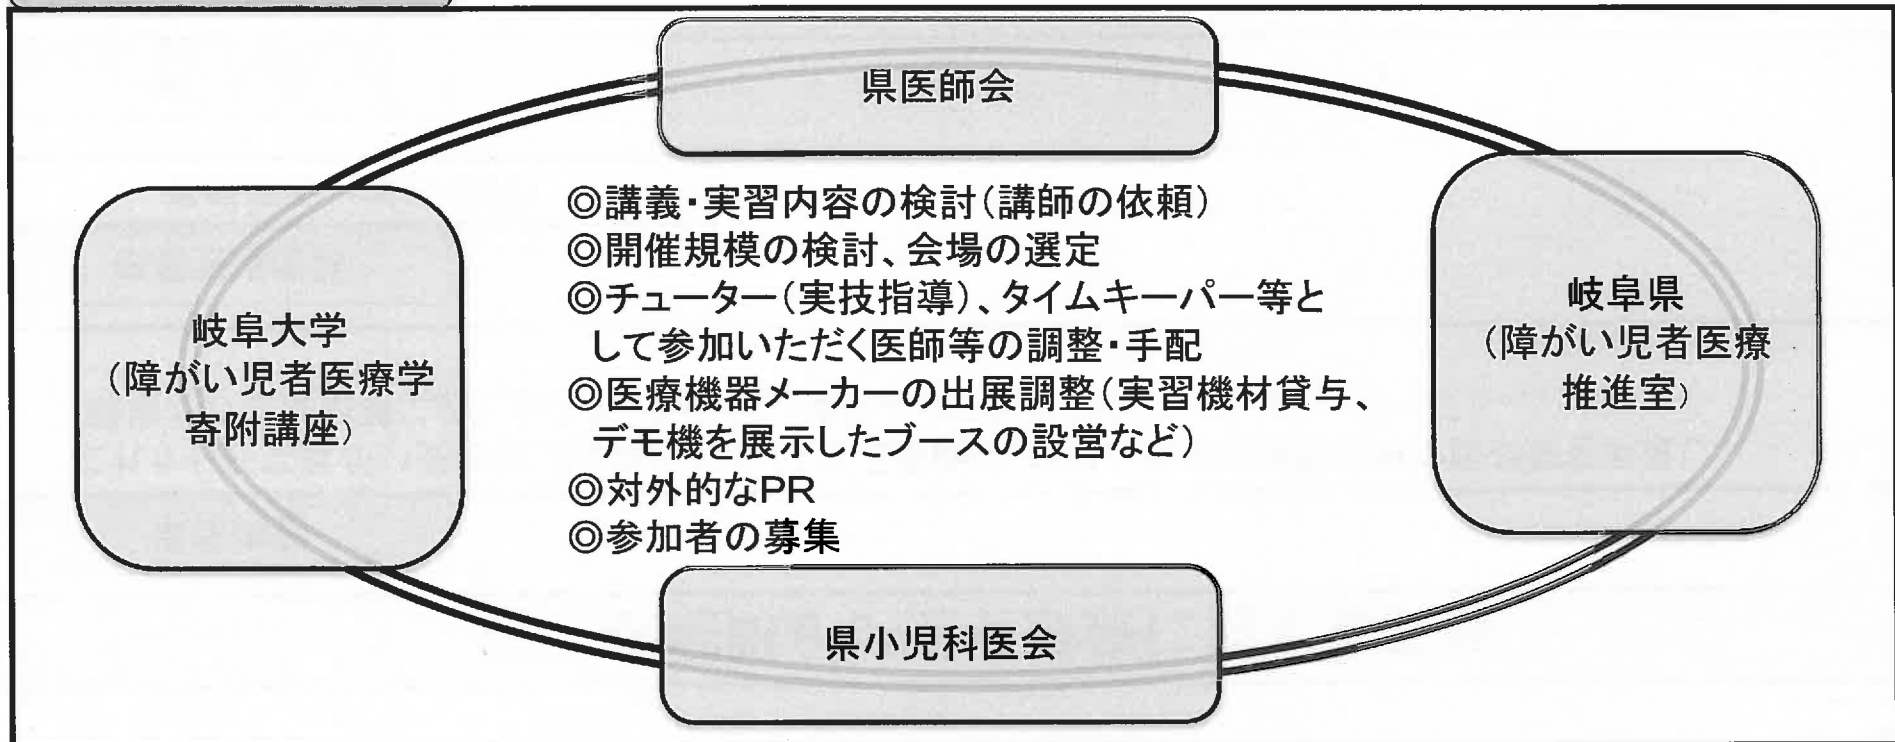 県医師会
岐阜大学
（障がい児者医療学
寄附講座）
◎講義・実習内容の検討（講師の依頼）
◎開催規模の検討、会場の選定
◎チューター（実技指導）、タイムキーパー等と
して参加いただく医師等の調整・手配
◎医療機器メーカーの出展調整（実習機材貸与、
デモ機を展示したブースの設営など）
◎対外的なPR
◎参加者の募集
岐阜県
（障がい児者医療
推進室）
県小児科医会